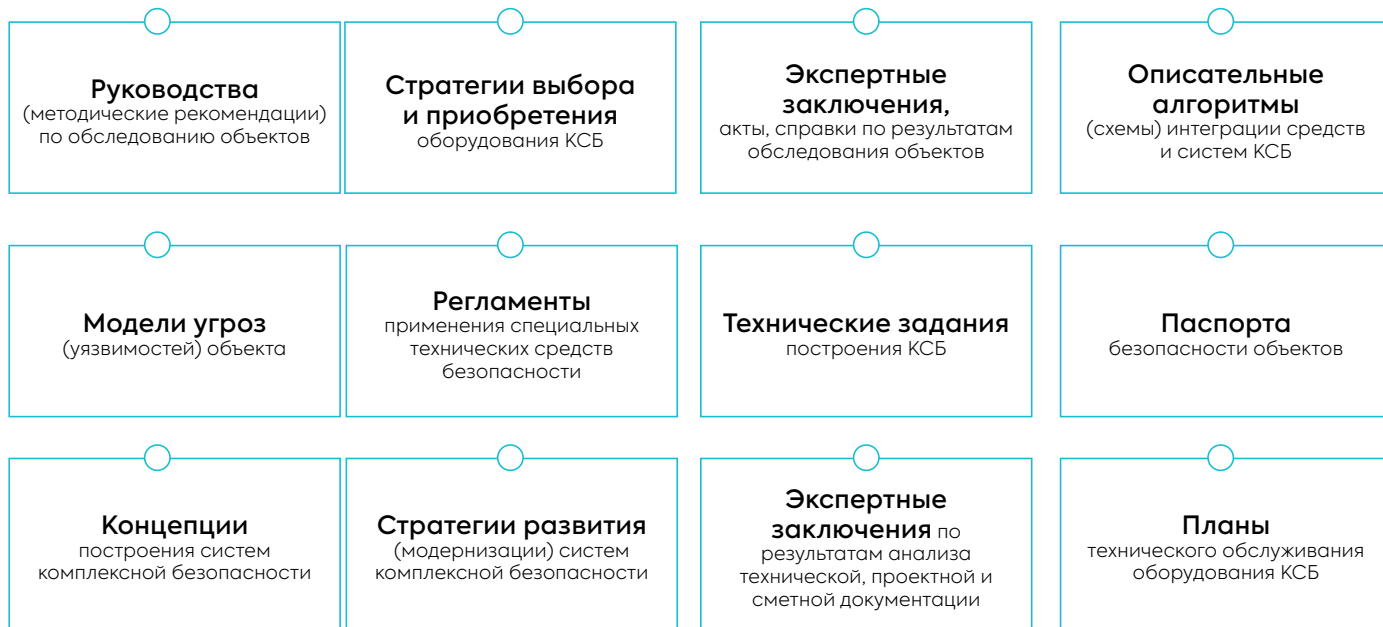 Руководства
(методические рекомендации)
по обследованию объектов
Стратегии выбора
и приобретения
оборудования КСБ
Экспертные
заключения,
акты, справки по результатам
обследования объектов
Описательные
алгоритмы
(схемы) интеграции средств
и систем КСБ
Модели угроз
(уязвимостей) объекта
Регламенты
применения специальных
технических средств
безопасности
Технические задания
построения КСБ
Паспорта
безопасности объектов
Концепции
построения систем
комплексной безопасности
Стратегии развития
(модернизации) систем
комплексной безопасности
Экспертные
заключения по
результатам анализа
технической, проектной и
сметной документации
Планы
технического обслуживания
оборудования КСБ